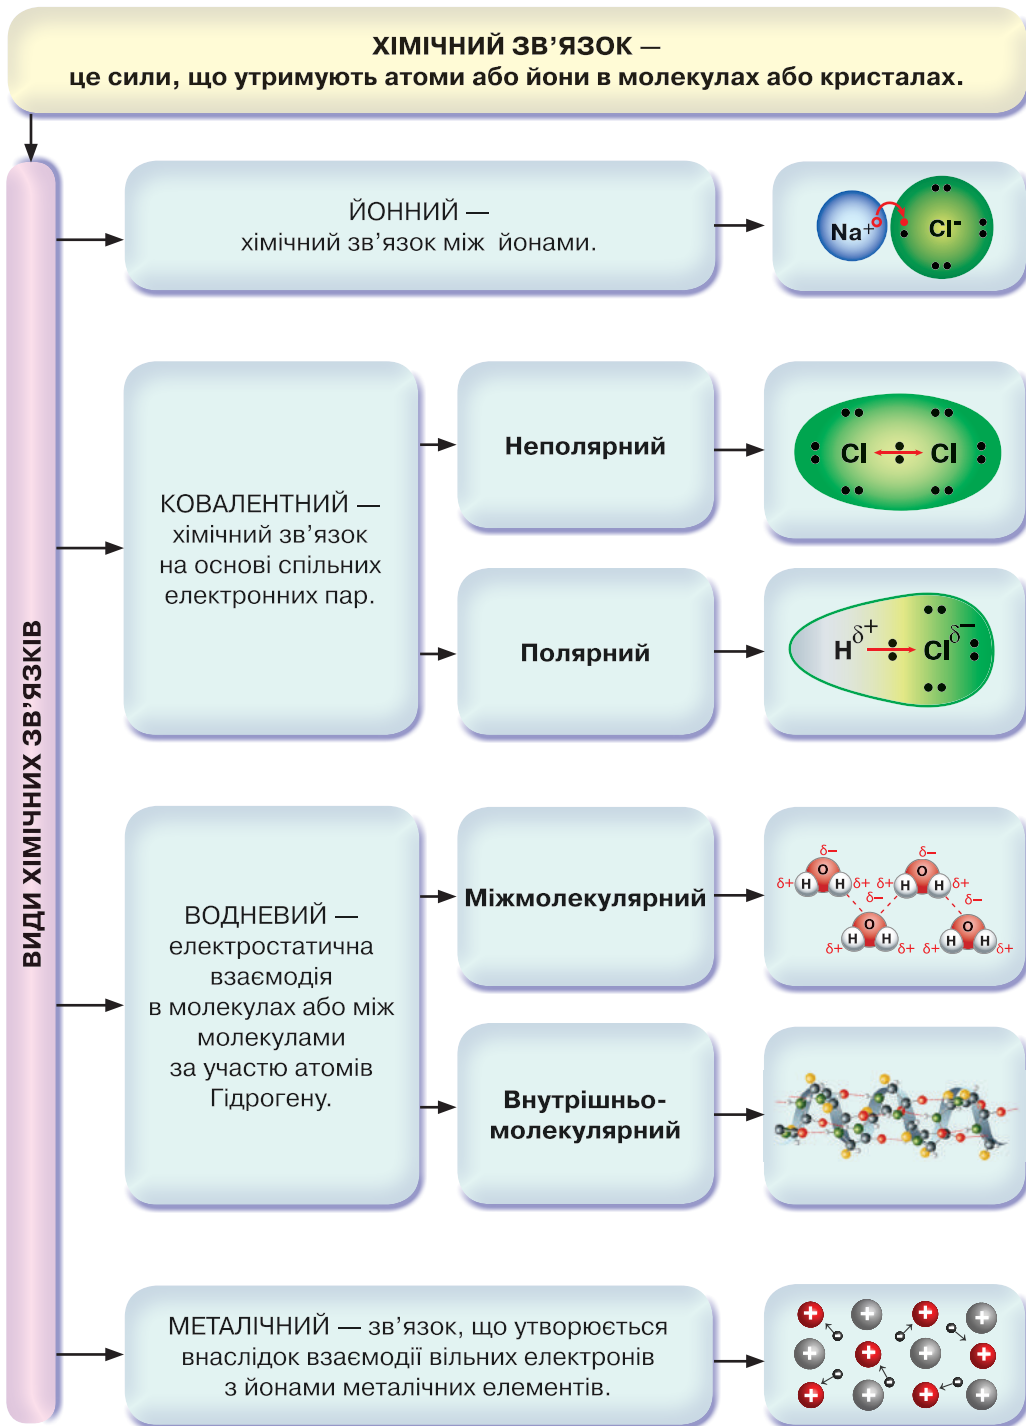 ХІМІЧНИЙ ЗВ’ЯЗОК —
це сили, що утримують атоми або йони в молекулах або кристалах.
ВИДИ ХІМІЧНИХ ЗВ’ЯЗКІВ
ЙОННИЙ —
хімічний зв’язок між йонами.
Na⁺ Cl⁻
КОВАЛЕНТНИЙ —
хімічний зв’язок
на основі спільних
електронних пар.
Неполярний
Cl Cl
Полярний
H δ+ Cl δ−
ВОДНЕВИЙ —
електростатична
взаємодія
в молекулах або між
молекулами
за участю атомів
Гідрогену.
Міжмолекулярний
δ− δ−
O O
δ+ H H δ+ δ+ H H δ+
δ− δ−
O O
H H H H
δ+ δ+ δ+ δ+
Внутрішньо-
молекулярний
МЕТАЛІЧНИЙ — зв’язок, що утворюється
внаслідок взаємодії вільних електронів
з йонами металічних елементів.
+ + + +
− − −
+ + + +
− − −
+ + + +